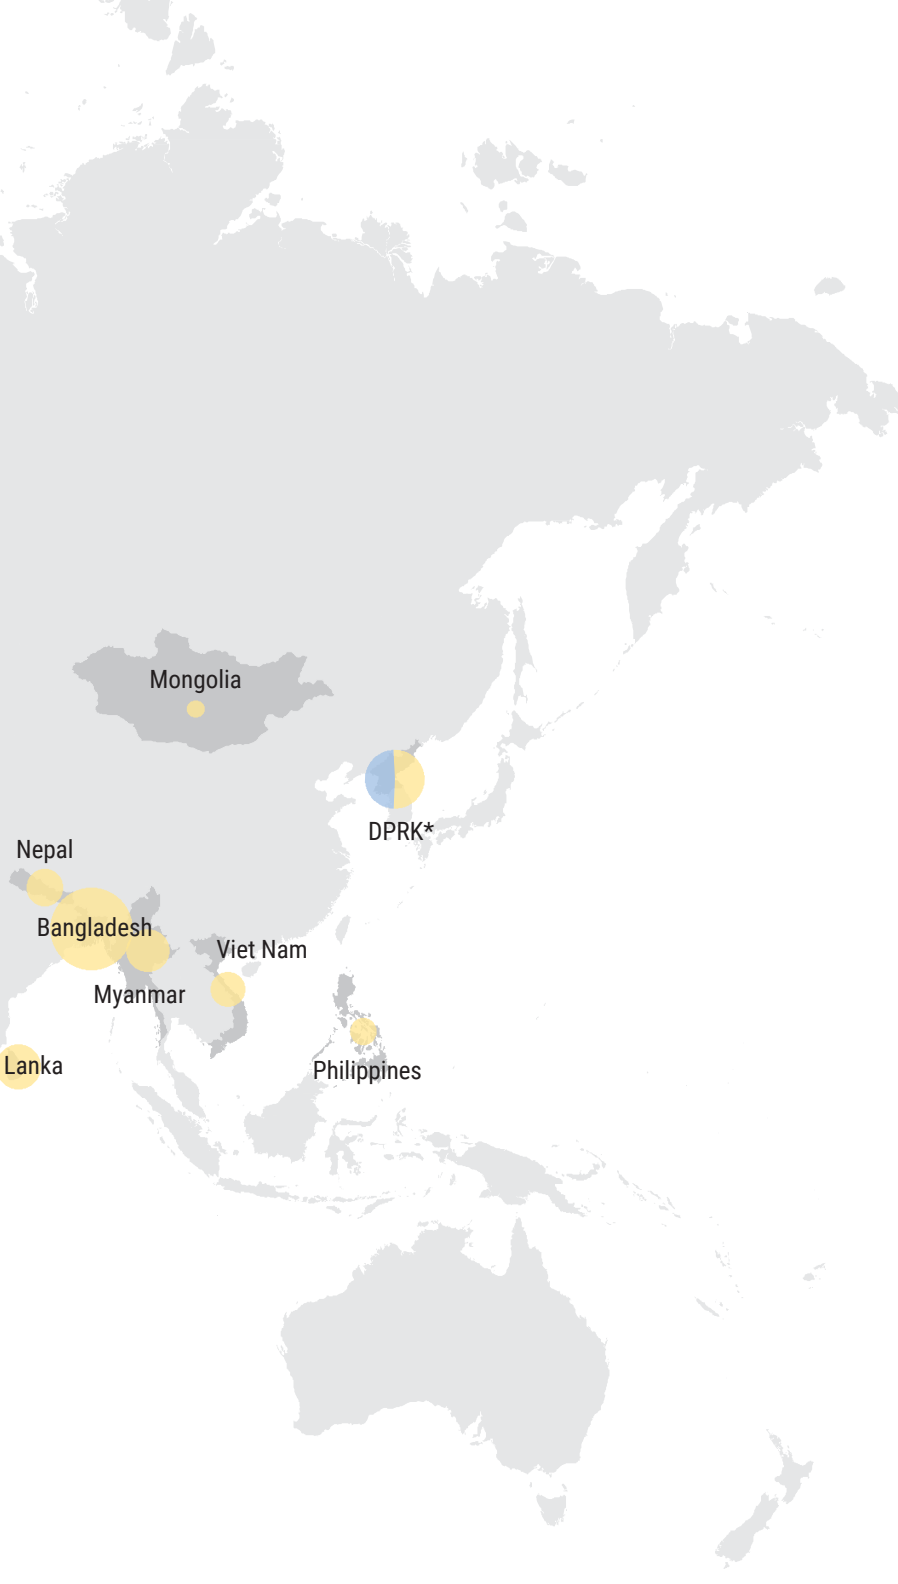 Mongolia
DPRK*
Nepal
Bangladesh
Viet Nam
Myanmar
Lanka
Philippines